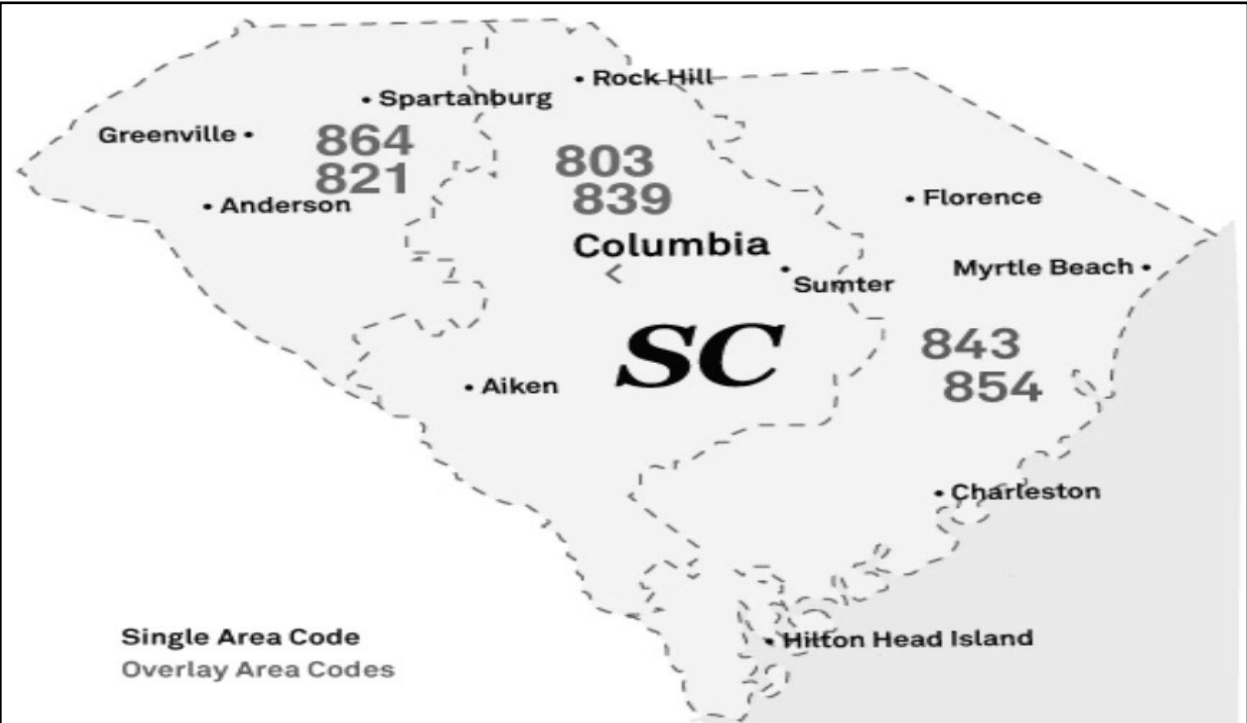 Rock Hill
Spartanburg
Greenville
864
821
Anderson
803
839
Columbia
Sumter
Florence
Myrtle Beach
SC
843
854
Aiken
Charleston
Hilton Head Island
Single Area Code
Overlay Area Codes